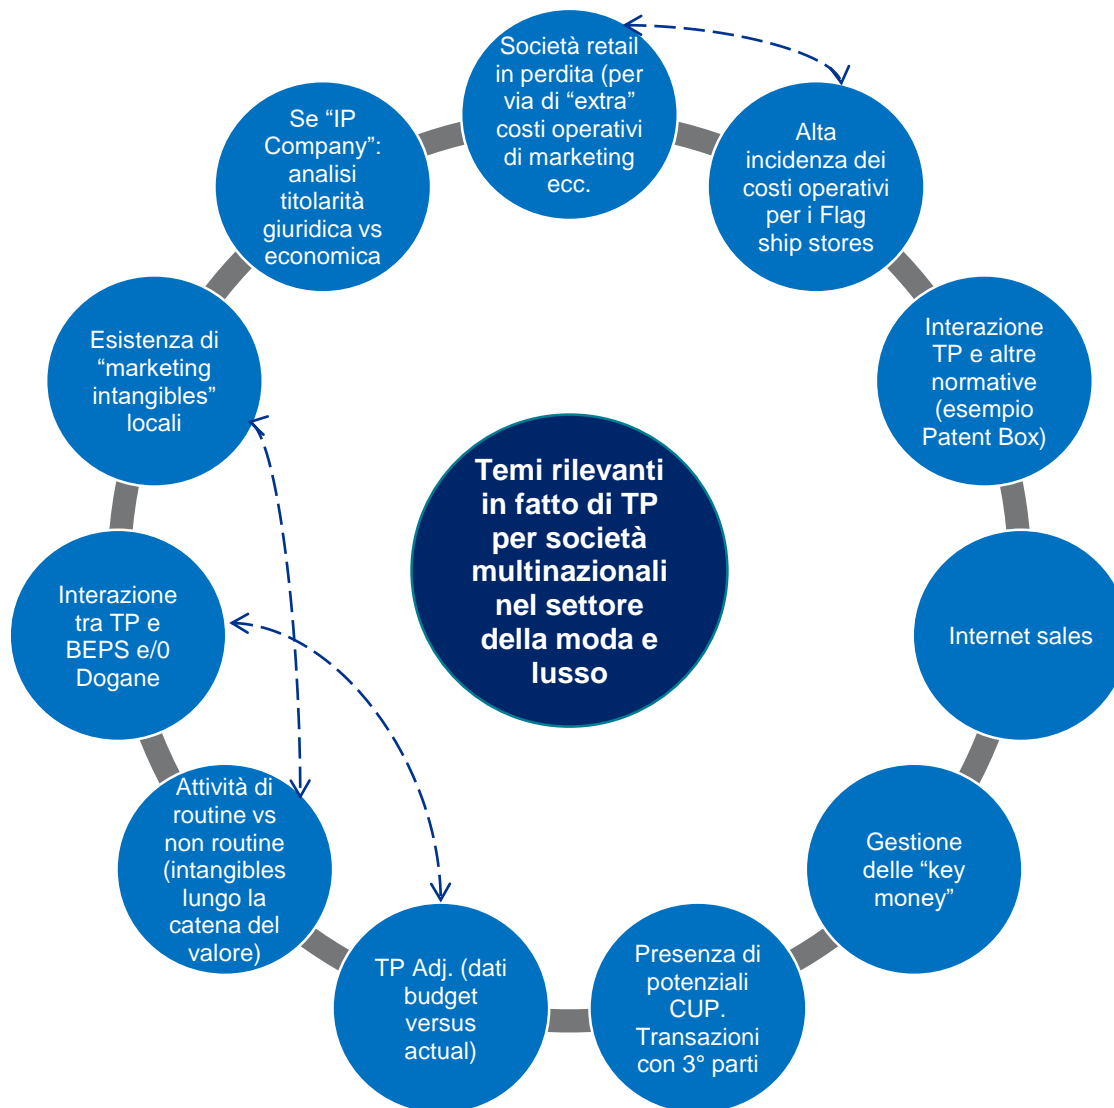 Società retail
in perdita (per
via di “extra”
costi operativi
di marketing
ecc.
Alta
incidenza dei
costi operativi
per i Flag
ship stores
Interazione
TP e altre
normative
(esempio
Patent Box)
Internet sales
Gestione
delle “key
money”
Presenza di
potenziali
CUP.
Transazioni
con 3° parti
TP Adj. (dati
budget
versus
actual)
Attività di
routine vs
non routine
(intangibles
lungo la
catena del
valore)
Interazione
tra TP e
BEPS e/0
Dogane
Esistenza di
“marketing
intangibles”
locali
Se “IP
Company”:
analisi
titolarità
giuridica vs
economica
Temi rilevanti
in fatto di TP
per società
multinazionali
nel settore
della moda e
lusso